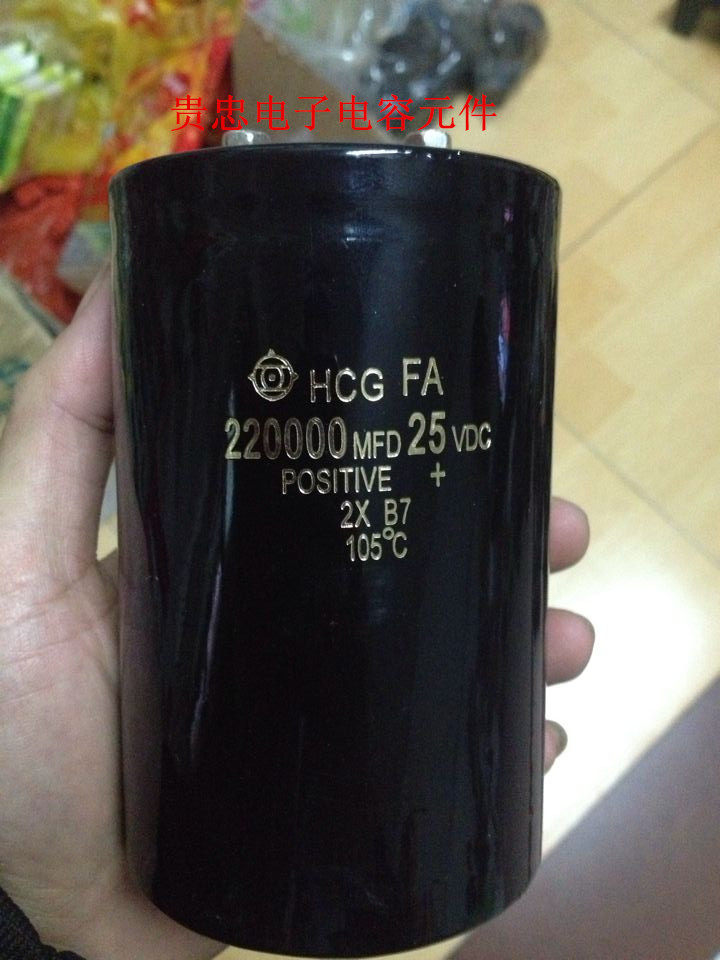 贵忠电子电容元件
HCG FA
220000 MFD 25 VDC
POSITIVE +
2X B7
105℃